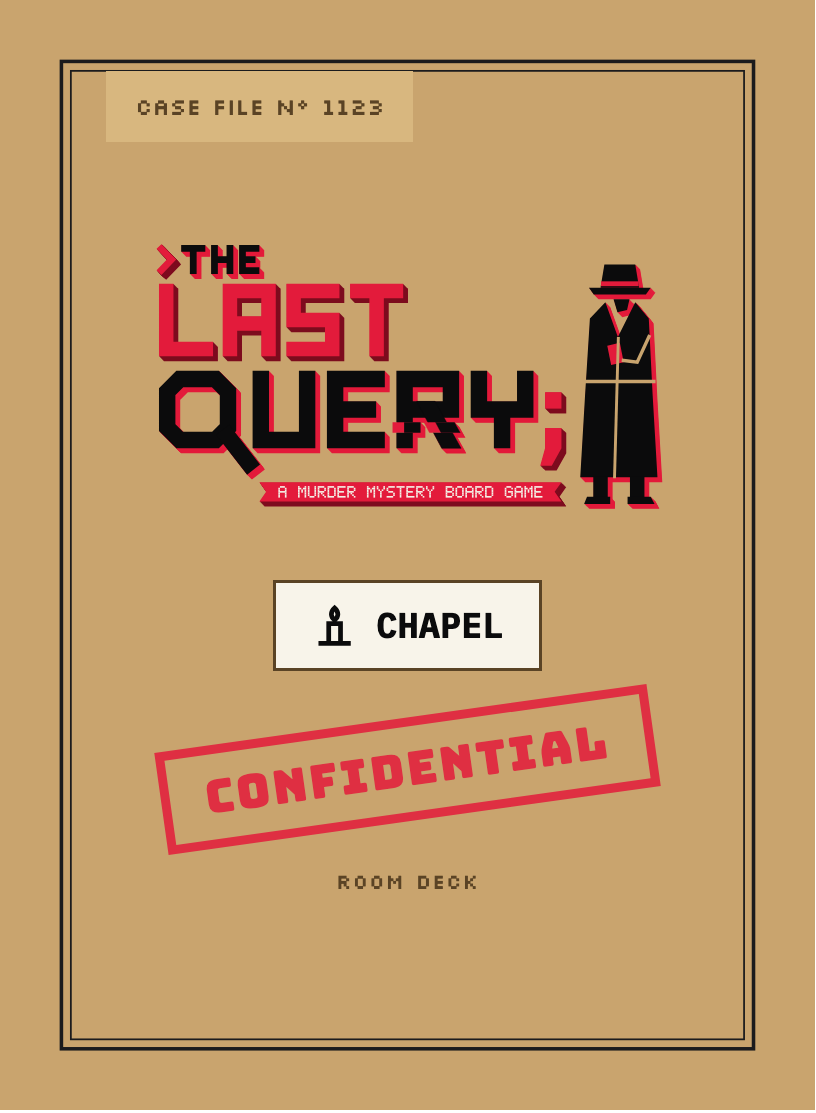 CASE FILE Nº 1123
>THE
LAST
QUERY;
A MURDER MYSTERY BOARD GAME
CHAPEL
CONFIDENTIAL
ROOM DECK